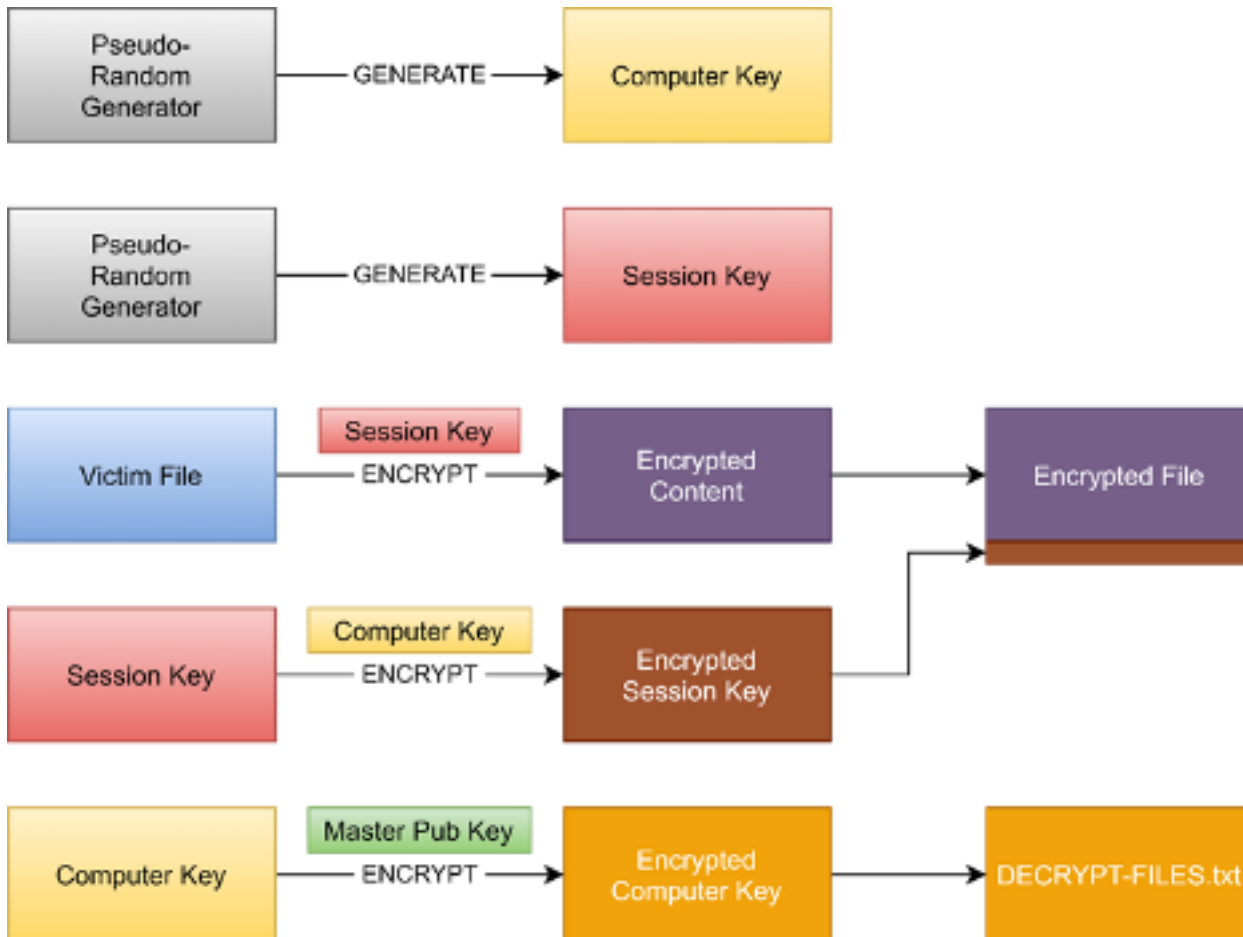 Pseudo-
Random
Generator
GENERATE
Computer Key
Pseudo-
Random
Generator
GENERATE
Session Key
Victim File
Session Key
ENCRYPT
Encrypted
Content
Encrypted File
Session Key
Computer Key
ENCRYPT
Encrypted
Session Key
Computer Key
Master Pub Key
ENCRYPT
Encrypted
Computer Key
DECRYPT-FILES.txt